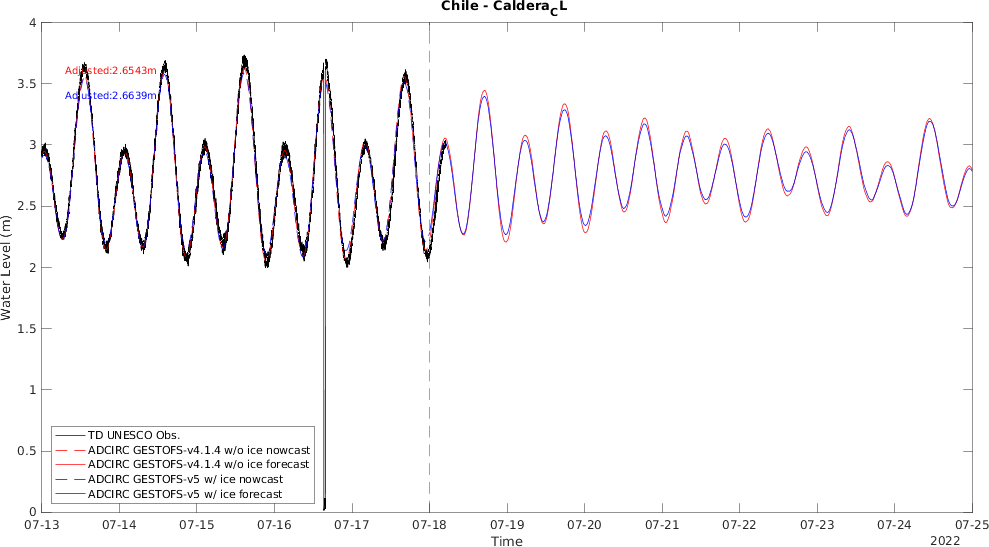 Chile - Caldera_CL
Adjusted:2.6543m
Adjusted:2.6639m
Water Level (m)
4
3.5
3
2.5
2
1.5
1
0.5
0
TD UNESCO Obs.
ADCIRC GESTOFS-v4.1.4 w/o ice nowcast
ADCIRC GESTOFS-v4.1.4 w/o ice forecast
ADCIRC GESTOFS-v5 w/ ice nowcast
ADCIRC GESTOFS-v5 w/ ice forecast
07-13 07-14 07-15 07-16 07-17 07-18 07-19 07-20 07-21 07-22 07-23 07-24 07-25
Time
2022